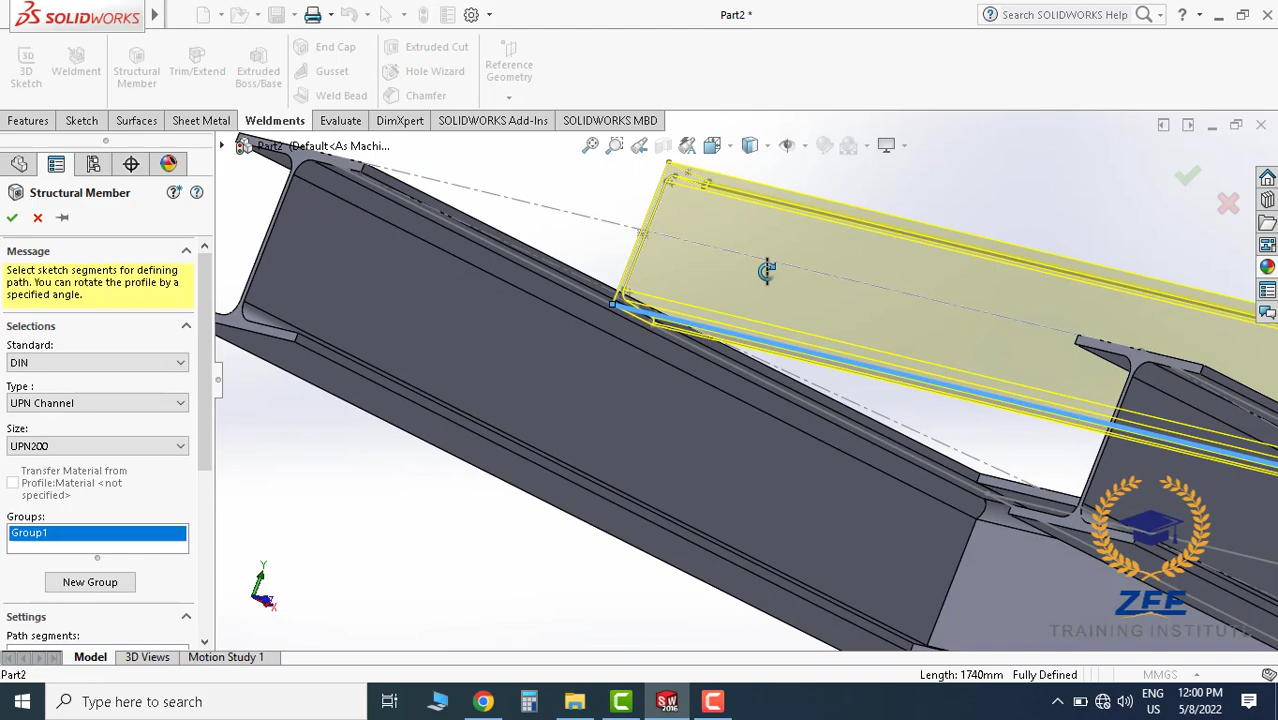 SOLIDWORKS
Part2 *
Search SOLIDWORKS
3D
Sketch
Weldment
Structural
Member
Trim/Extend
Extruded
Boss/Base
End Cap
Gusset
Weld Bead
Extruded Cut
Hole Wizard
Chamfer
Reference
Geometry
Features
Sketch
Surfaces
Sheet Metal
Weldments
Evaluate
DimXpert
SOLIDWORKS Add-Ins
SOLIDWORKS MBD
Part2 (Default<As Machi...
Structural Member
Message
Select sketch segments for defining
path. You can rotate the profile by a
specified angle.
Selections
Standard:
DIN
Type :
UPN Channel
Size:
UPN200
Transfer Material from
Profile:Material < not
specified>
Groups:
Group1
New Group
Settings
Path segments:
Y
X
ZEE
TRAINING INSTITUTE
Model
3D Views
Motion Study 1
Part2
Length: 1740mm
Fully Defined
MMGS
Type here to search
SW
2016
ENG
US
12:00 PM
5/8/2022